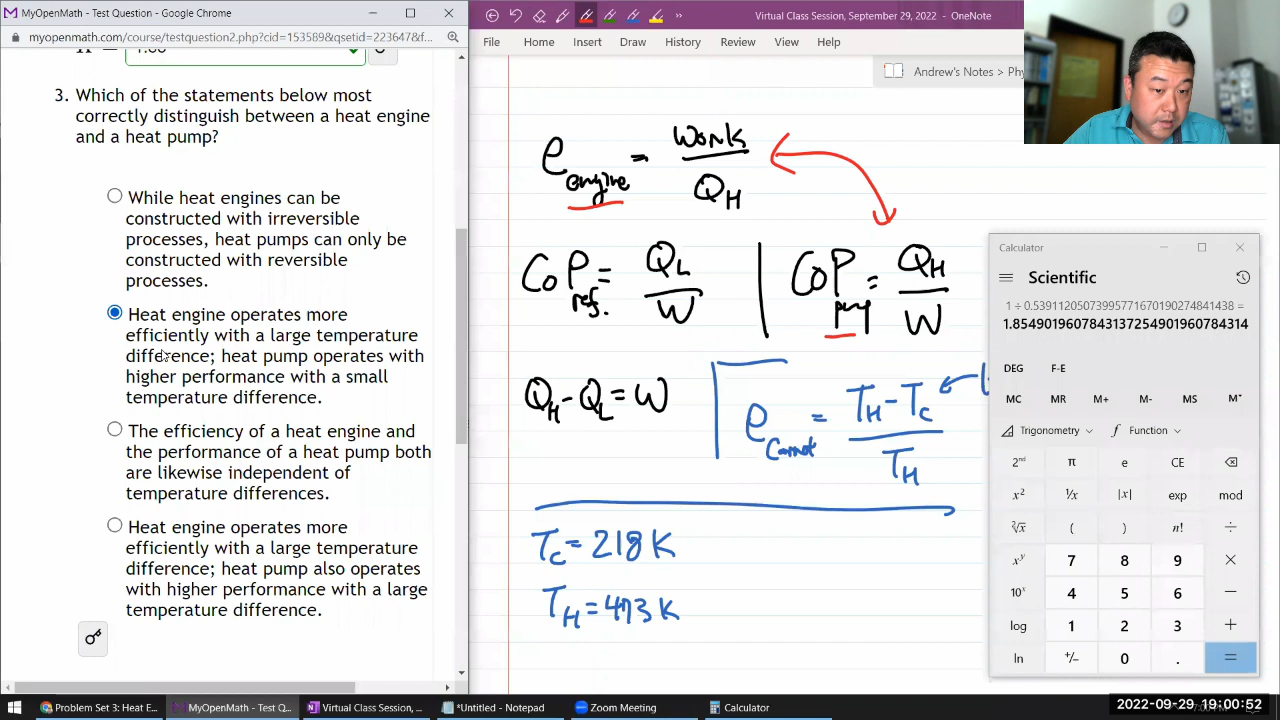 MyOpenMath - Test Question - Google Chrome
myopenmath.com/course/testquestion2.php?cid=153589&qsetid=223647&f...
3. Which of the statements below most
correctly distinguish between a heat engine
and a heat pump?
While heat engines can be
constructed with irreversible
processes, heat pumps can only be
constructed with reversible
processes.
Heat engine operates more
efficiently with a large temperature
difference; heat pump operates with
higher performance with a small
temperature difference.
The efficiency of a heat engine and
the performance of a heat pump both
are likewise independent of
temperature differences.
Heat engine operates more
efficiently with a large temperature
difference; heat pump also operates
with higher performance with a large
temperature difference.
Virtual Class Session, September 29, 2022 - OneNote
File Home Insert Draw History Review View Help
Andrew's Notes > Phy
e engine = Work / QH
CoP ref. = QL / W
CoP pump = QH / W
QH - QL = W
e Carnot = TH - TC / TH
TC = 218 K
TH = 473 K
Calculator
Scientific
1 ÷ 0.53911205073995771670190274841438 =
1.8549019607843137254901960784314
DEG F-E
MC MR M+ M- MS M˅
Trigonometry Function
2nd π e CE
x² ¹/x |x| exp mod
²√x ( ) n! ÷
xʸ 7 8 9 ×
10ˣ 4 5 6 −
log 1 2 3 +
ln +/− 0 . =
Problem Set 3: Heat E... MyOpenMath - Test Q... Virtual Class Session, ... *Untitled - Notepad Zoom Meeting Calculator
2022-09-29 19:00:52